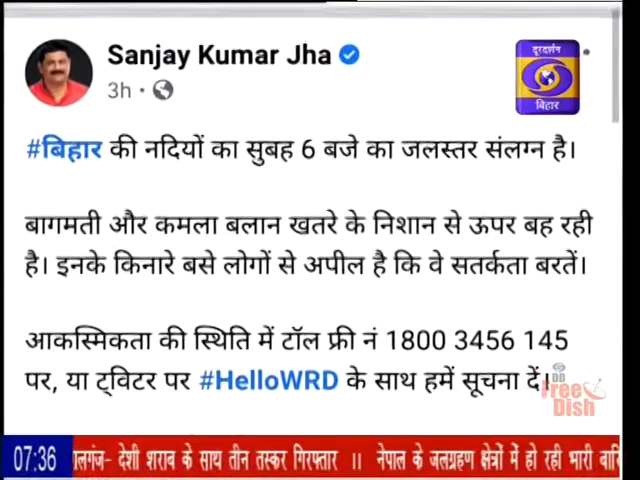 Sanjay Kumar Jha
3h
दूरदर्शन
बिहार
#बिहार की नदियों का सुबह 6 बजे का जलस्तर संलग्न है।
बागमती और कमला बलान खतरे के निशान से ऊपर बह रही
है। इनके किनारे बसे लोगों से अपील है कि वे सतर्कता बरतें।
आकस्मिकता की स्थिति में टॉल फ्री नं 1800 3456 145
पर, या ट्विटर पर #HelloWRD के साथ हमें सूचना दें।
DD
Free
Dish
07:36 देशी शराब के साथ तीन तस्कर गिरफ्तार ।। नेपाल के जलग्रहण क्षेत्रों में हो रही भारी